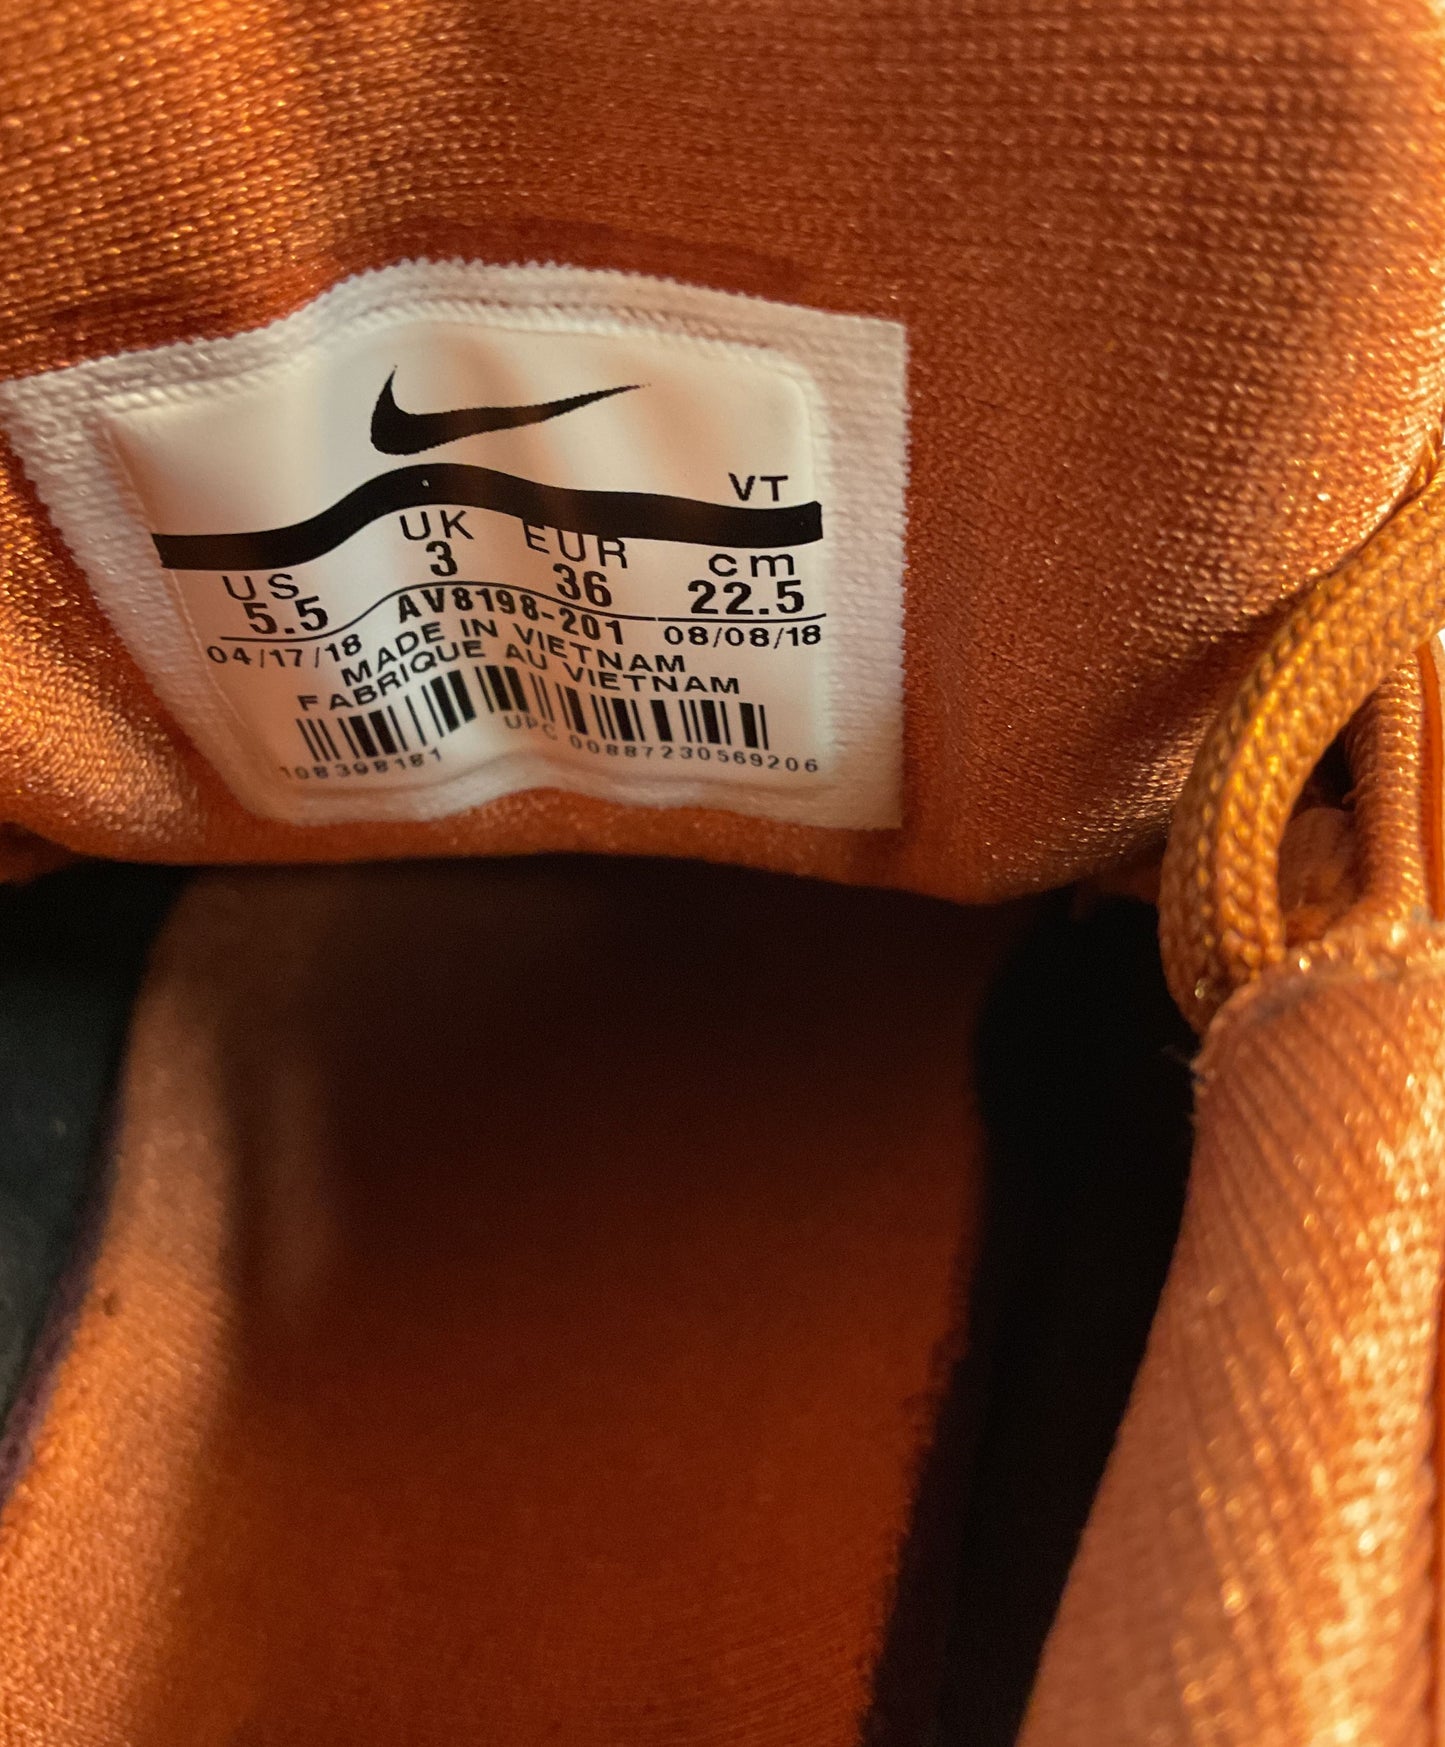 VT
US UK EUR cm
5.5 3 36 22.5
04/17/18 AV8198-201 08/08/18
MADE IN VIETNAM
FABRIQUE AU VIETNAM
108398181 UPC 00887230569206